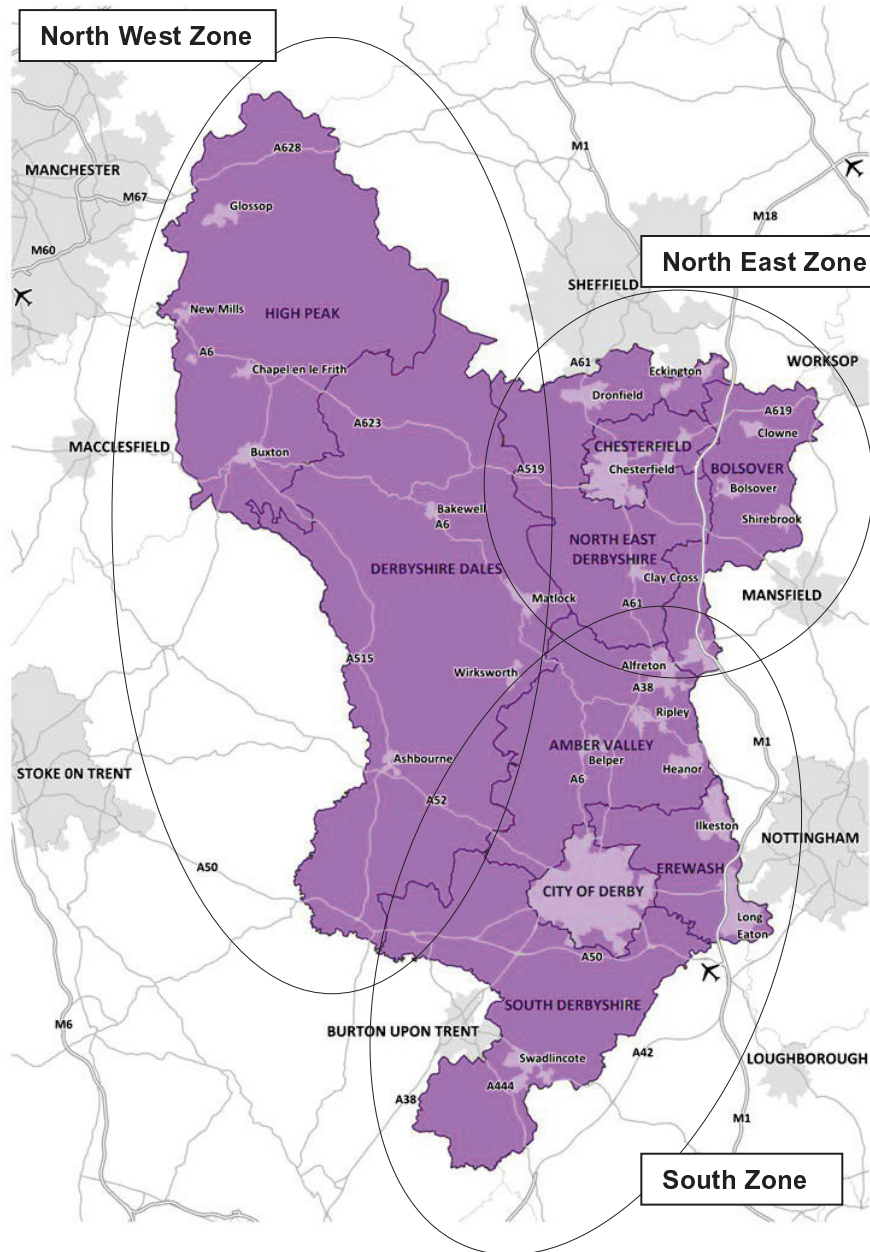 North West Zone
A628
M1
MANCHESTER
M67
Glossop
M18
M60
North East Zone
SHEFFIELD
New Mills
HIGH PEAK
A6
Chapel en le Frith
A61
Eckington
WORKSOP
Dronfield
A619
A623
Clowne
MACCLESFIELD
Buxton
CHESTERFIELD
A519
Chesterfield
BOLSOVER
Bolsover
Bakewell
A6
Shirebrook
NORTH EAST
DERBYSHIRE
DERBYSHIRE DALES
Clay Cross
Matlock
A61
MANSFIELD
A515
Wirksworth
Alfreton
A38
Ripley
M1
STOKE 0N TRENT
Ashbourne
AMBER VALLEY
Belper
Heanor
A6
A52
Ilkeston
NOTTINGHAM
A50
EREWASH
CITY OF DERBY
Long
Eaton
A50
SOUTH DERBYSHIRE
M6
BURTON UPON TRENT
A42
LOUGHBOROUGH
Swadlincote
A444
A38
M1
South Zone